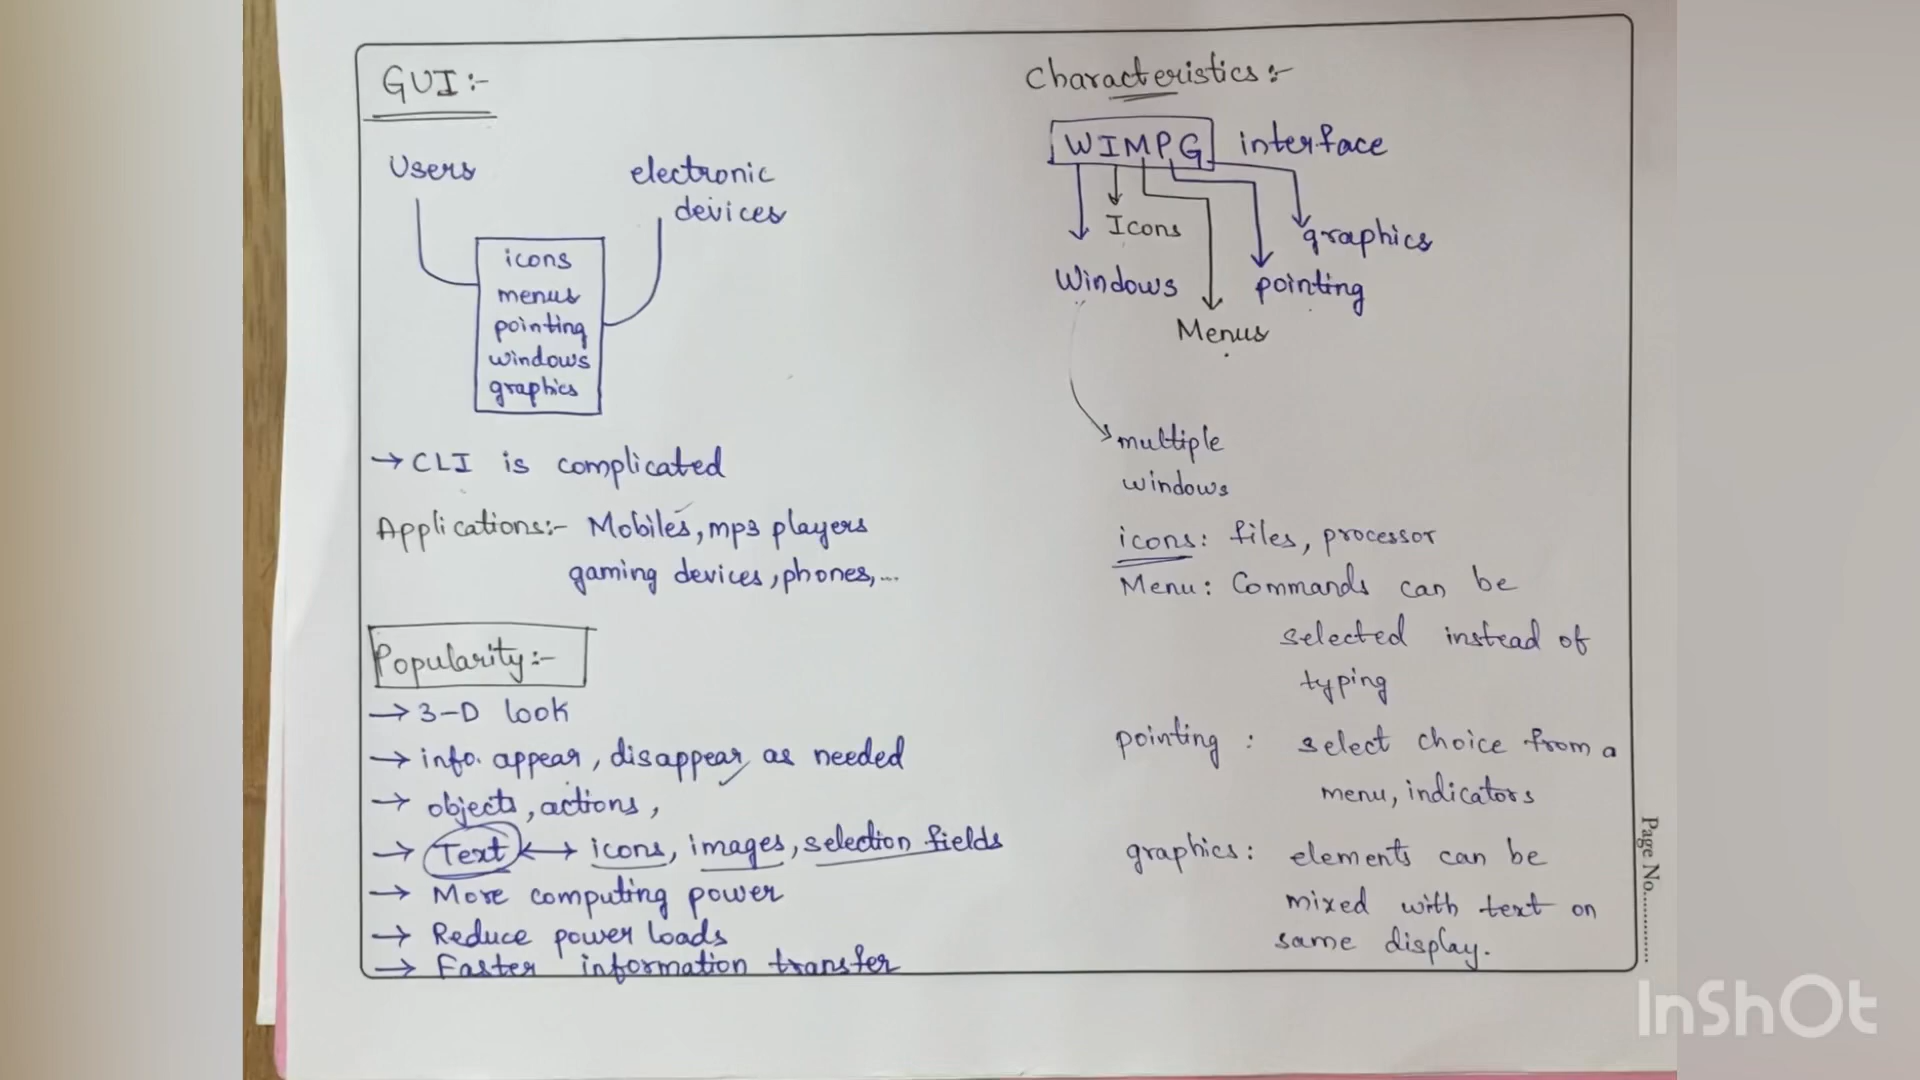 GUI:-
Users
electronic
devices
icons
menus
pointing
windows
graphics
→ CLI is complicated
Applications:- Mobiles, mp3 players
gaming devices, phones, ...
Popularity:-
→ 3-D look
→ info. appear, disappear as needed
→ objects, actions,
→ Text ↔ icons, images, selection fields
→ More computing power
→ Reduce power loads
→ Faster information transfer
Characteristics:-
WIMPG interface
Icons
graphics
Windows
pointing
Menus
multiple
windows
icons: files, processor
Menu: Commands can be
selected instead of
typing
pointing : select choice from a
menu, indicators
graphics: elements can be
mixed with text on
same display.
Page No.............
InShOt